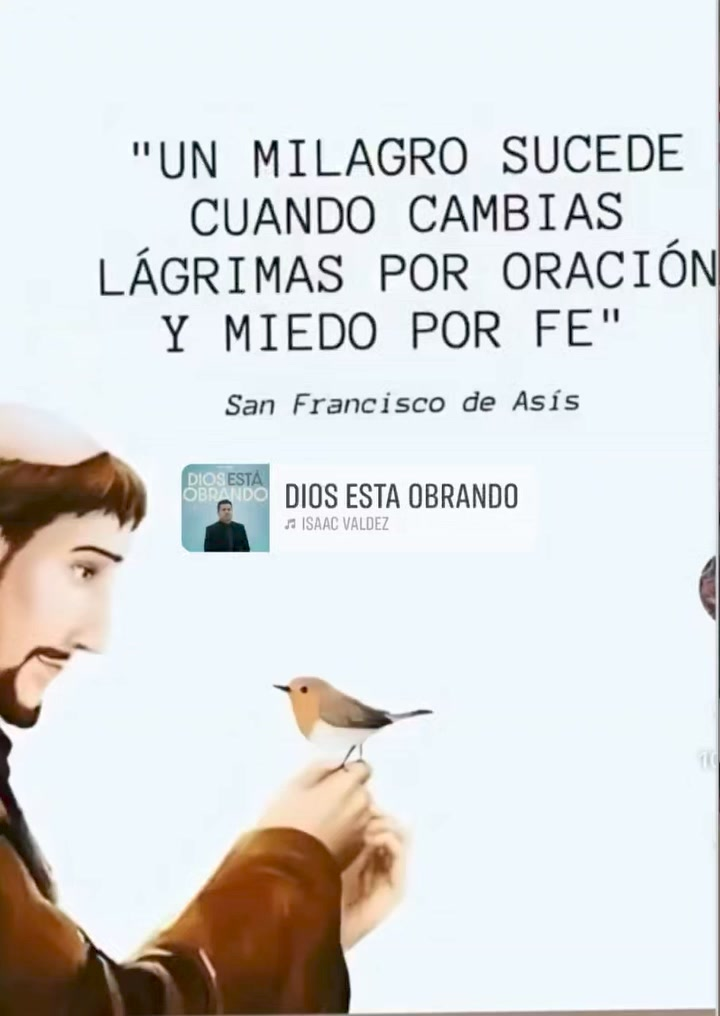 "UN MILAGRO SUCEDE
CUANDO CAMBIAS
LÁGRIMAS POR ORACIÓN
Y MIEDO POR FE"
San Francisco de Asís
DIOS ESTÁ
OBRANDO
DIOS ESTA OBRANDO
ISAAC VALDEZ